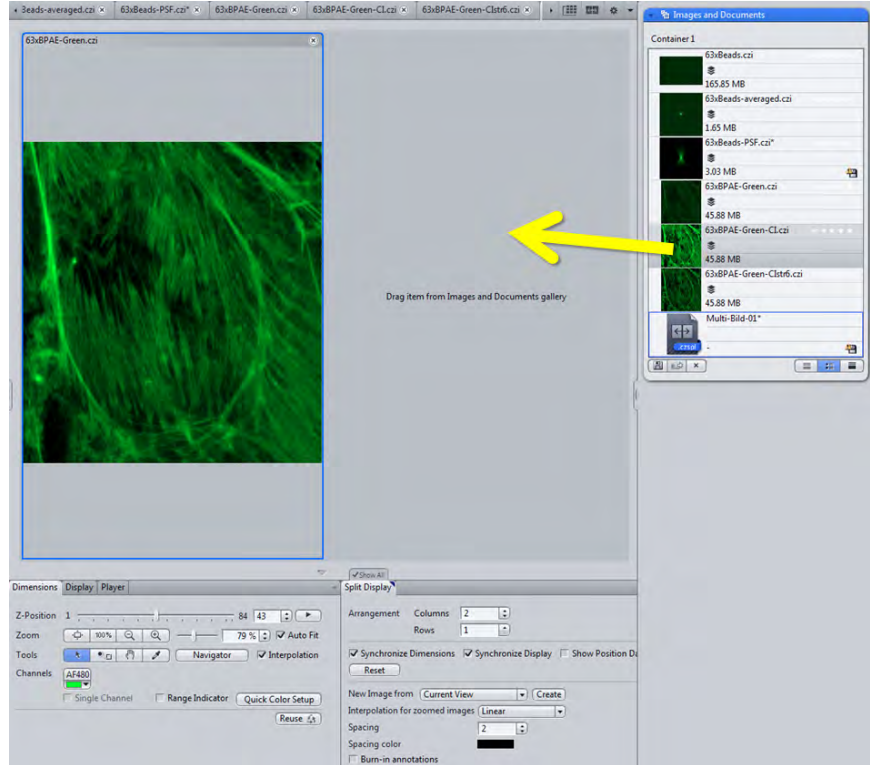 3eads-averaged.czi × 63xBeads-PSF.czi* × 63xBPAE-Green.czi × 63xBPAE-Green-CI.czi × 63xBPAE-Green-CIstr6.czi ×
Images and Documents
Container 1
63xBPAE-Green.czi
63xBeads.czi
165.85 MB
63xBeads-averaged.czi
1.65 MB
63xBeads-PSF.czi*
3.03 MB
63xBPAE-Green.czi
45.88 MB
63xBPAE-Green-CI.czi
45.88 MB
63xBPAE-Green-CIstr6.czi
45.88 MB
Multi-Bild-01*
.czspl
-
Drag item from Images and Documents gallery
Show All
Dimensions Display Player
Z-Position 1 84 43
Zoom 100% 79 % Auto Fit
Tools Navigator Interpolation
Channels AF480
Single Channel Range Indicator Quick Color Setup
Reuse
Split Display
Arrangement Columns 2
Rows 1
Synchronize Dimensions Synchronize Display Show Position Da
Reset
New Image from Current View Create
Interpolation for zoomed images Linear
Spacing 2
Spacing color
Burn-in annotations